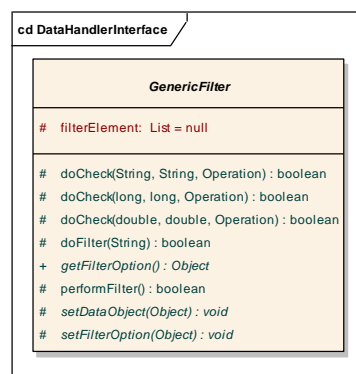 cd DataHandlerInterface
GenericFilter
# filterElement: List = null
# doCheck(String, String, Operation) : boolean
# doCheck(long, long, Operation) : boolean
# doCheck(double, double, Operation) : boolean
# doFilter(String) : boolean
+ getFilterOption() : Object
# performFilter() : boolean
# setDataObject(Object) : void
# setFilterOption(Object) : void